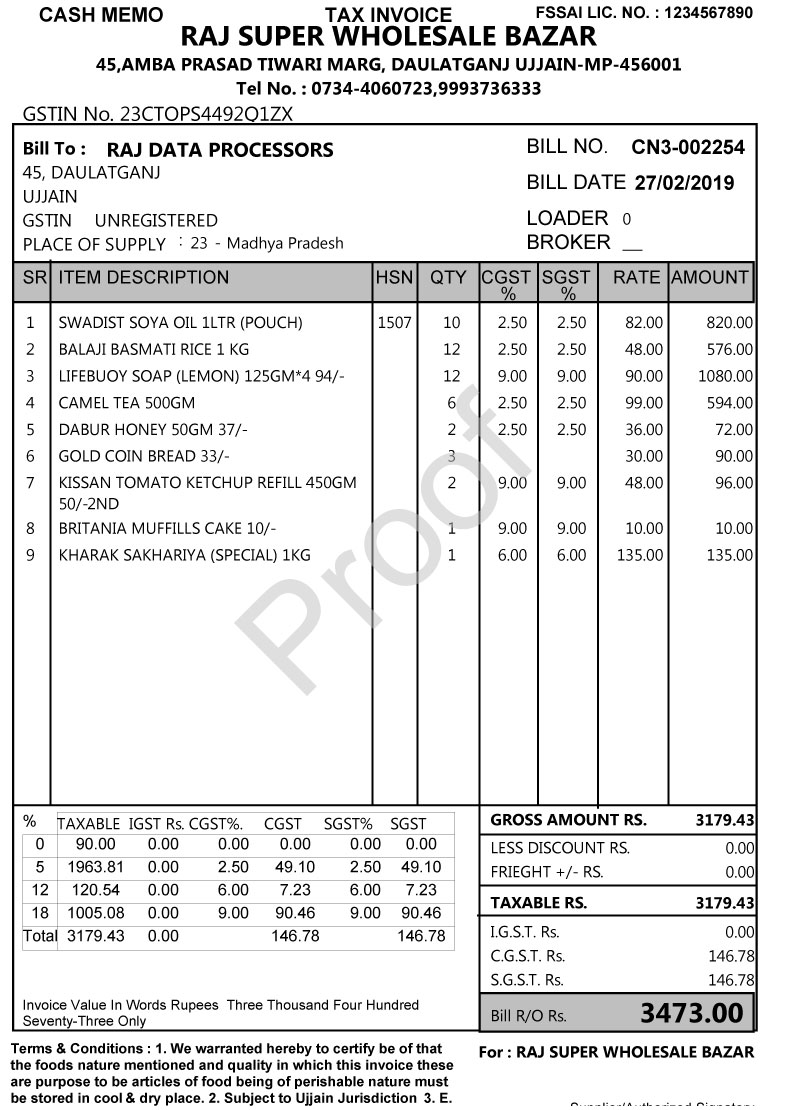 CASH MEMO TAX INVOICE FSSAI LIC. NO. : 1234567890
RAJ SUPER WHOLESALE BAZAR
45,AMBA PRASAD TIWARI MARG, DAULATGANJ UJJAIN-MP-456001
Tel No. : 0734-4060723,9993736333
GSTIN No. 23CTOPS4492Q1ZX
Bill To : RAJ DATA PROCESSORS BILL NO. CN3-002254
45, DAULATGANJ
UJJAIN BILL DATE 27/02/2019
GSTIN UNREGISTERED LOADER 0
PLACE OF SUPPLY : 23 - Madhya Pradesh BROKER __
SR ITEM DESCRIPTION HSN QTY CGST % SGST % RATE AMOUNT
1 SWADIST SOYA OIL 1LTR (POUCH) 1507 10 2.50 2.50 82.00 820.00
2 BALAJI BASMATI RICE 1 KG 12 2.50 2.50 48.00 576.00
3 LIFEBUOY SOAP (LEMON) 125GM*4 94/- 12 9.00 9.00 90.00 1080.00
4 CAMEL TEA 500GM 6 2.50 2.50 99.00 594.00
5 DABUR HONEY 50GM 37/- 2 2.50 2.50 36.00 72.00
6 GOLD COIN BREAD 33/- 3 30.00 90.00
7 KISSAN TOMATO KETCHUP REFILL 450GM 2 9.00 9.00 48.00 96.00
50/-2ND
8 BRITANIA MUFFILLS CAKE 10/- 1 9.00 9.00 10.00 10.00
9 KHARAK SAKHARIYA (SPECIAL) 1KG 1 6.00 6.00 135.00 135.00
Proof
% TAXABLE IGST Rs. CGST%. CGST SGST% SGST
0 90.00 0.00 0.00 0.00 0.00 0.00
5 1963.81 0.00 2.50 49.10 2.50 49.10
12 120.54 0.00 6.00 7.23 6.00 7.23
18 1005.08 0.00 9.00 90.46 9.00 90.46
Total 3179.43 0.00 146.78 146.78
Invoice Value In Words Rupees Three Thousand Four Hundred
Seventy-Three Only
GROSS AMOUNT RS. 3179.43
LESS DISCOUNT RS. 0.00
FRIEGHT +/- RS. 0.00
TAXABLE RS. 3179.43
I.G.S.T. Rs. 0.00
C.G.S.T. Rs. 146.78
S.G.S.T. Rs. 146.78
Bill R/O Rs. 3473.00
Terms & Conditions : 1. We warranted hereby to certify be of that
the foods nature mentioned and quality in which this invoice these
are purpose to be articles of food being of perishable nature must
be stored in cool & dry place. 2. Subject to Ujjain Jurisdiction 3. E.
For : RAJ SUPER WHOLESALE BAZAR